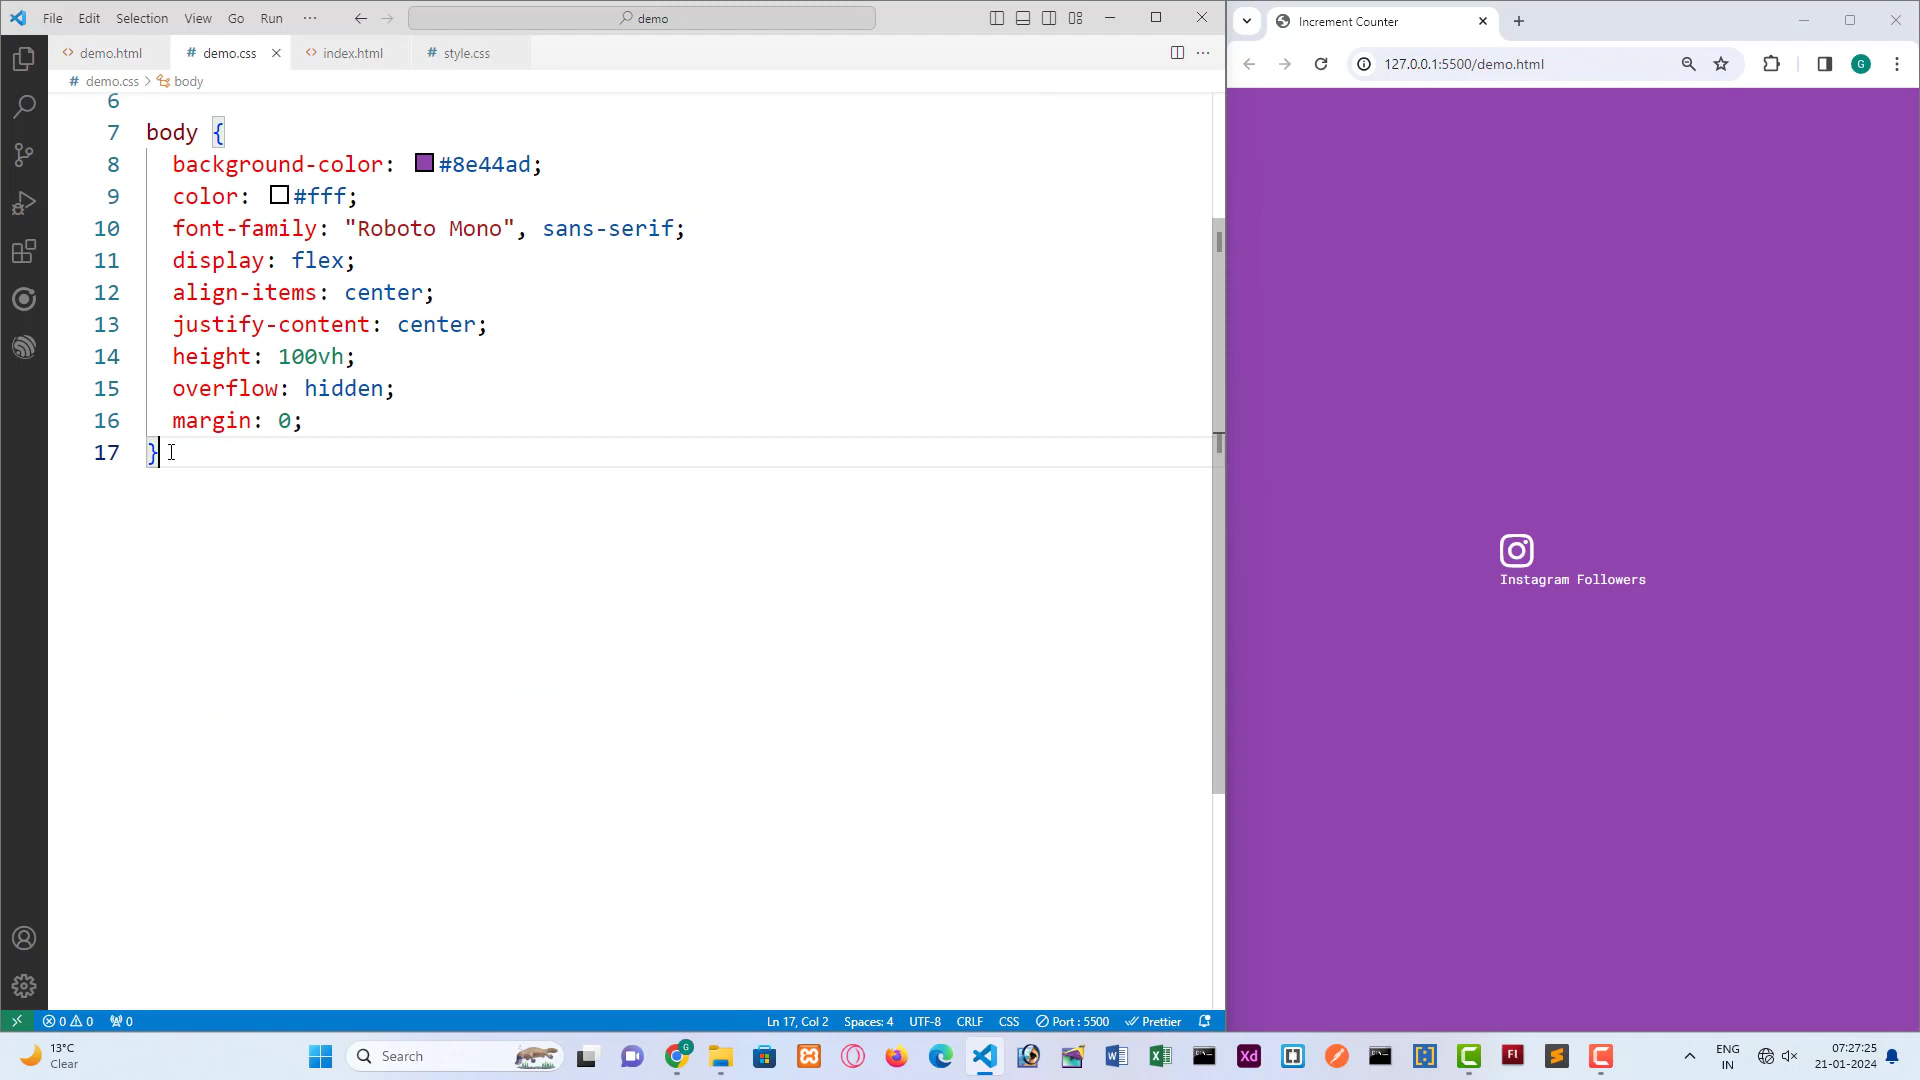 File Edit Selection View Go Run ··· demo
demo.html demo.css index.html style.css
demo.css > body
6
7 body {
8 background-color: #8e44ad;
9 color: #fff;
10 font-family: "Roboto Mono", sans-serif;
11 display: flex;
12 align-items: center;
13 justify-content: center;
14 height: 100vh;
15 overflow: hidden;
16 margin: 0;
17 }
0 0 0 Ln 17, Col 2 Spaces: 4 UTF-8 CRLF CSS Port : 5500 Prettier
Increment Counter
127.0.0.1:5500/demo.html G
Instagram Followers
13°C
Clear
Search
G
Xd
Fl
ENG
IN
07:27:25
21-01-2024